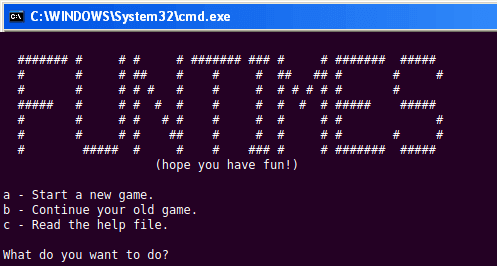 C:\WINDOWS\System32\cmd.exe
FUNTIMES
(hope you have fun!)
a - Start a new game.
b - Continue your old game.
c - Read the help file.
What do you want to do?